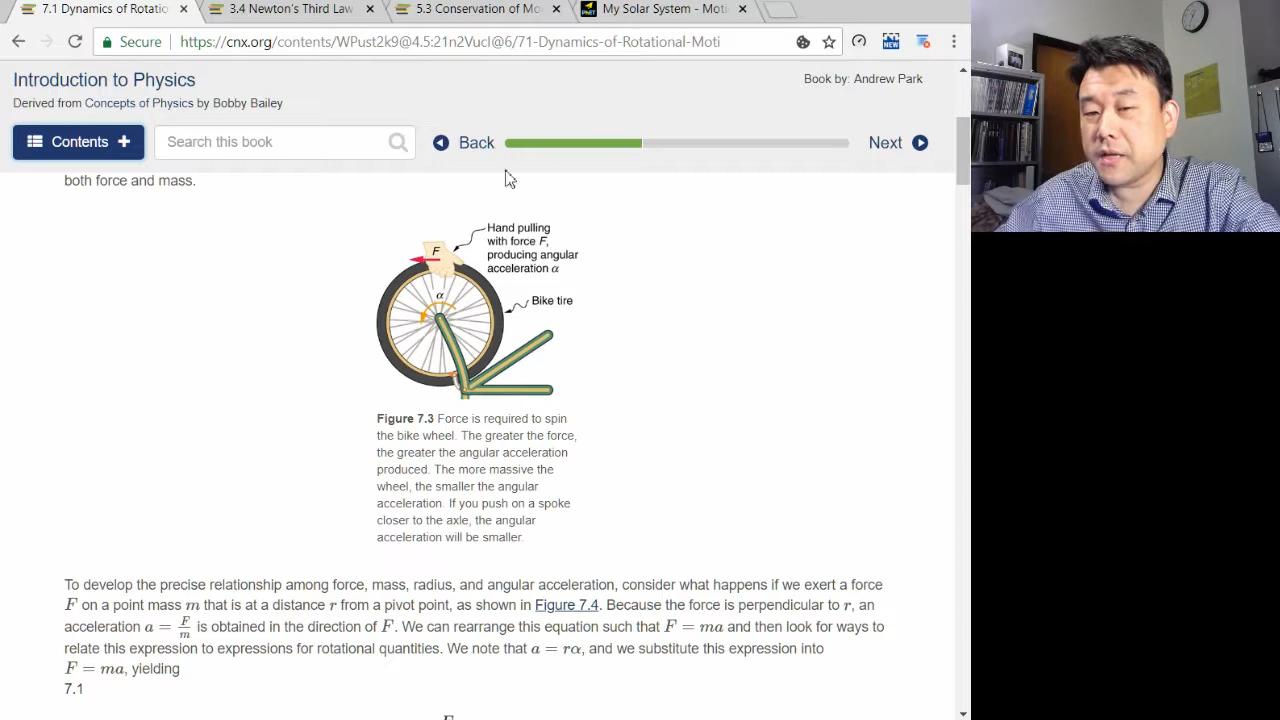 7.1 Dynamics of Rotatio
3.4 Newton's Third Law
5.3 Conservation of Mo
My Solar System - Moti
Secure
https://cnx.org/contents/WPust2k9@4.5:21n2VucI@6/71-Dynamics-of-Rotational-Moti
NEW
Introduction to Physics
Book by: Andrew Park
Derived from Concepts of Physics by Bobby Bailey
Contents +
Search this book
Back
Next
both force and mass.
F
Hand pulling
with force F,
producing angular
acceleration α
α
Bike tire
Figure 7.3 Force is required to spin
the bike wheel. The greater the force,
the greater the angular acceleration
produced. The more massive the
wheel, the smaller the angular
acceleration. If you push on a spoke
closer to the axle, the angular
acceleration will be smaller.
To develop the precise relationship among force, mass, radius, and angular acceleration, consider what happens if we exert a force
F on a point mass m that is at a distance r from a pivot point, as shown in Figure 7.4. Because the force is perpendicular to r, an
acceleration a = F/m is obtained in the direction of F. We can rearrange this equation such that F = ma and then look for ways to
relate this expression to expressions for rotational quantities. We note that a = rα, and we substitute this expression into
F = ma, yielding
7.1